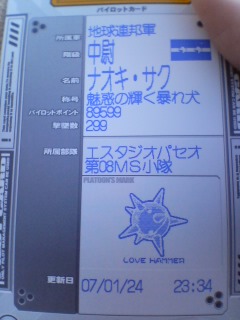 パイロットカード
所属軍 地球連邦軍
階級 中尉
名前 ナオキ・サク
称号 魅惑の輝く暴れ犬
パイロットポイント 89599
撃墜数 299
所属部隊 エスタジオパセオ
第08MS小隊
PLATOON'S MARK
LOVE HAMMER
更新日 07/01/24 23:34